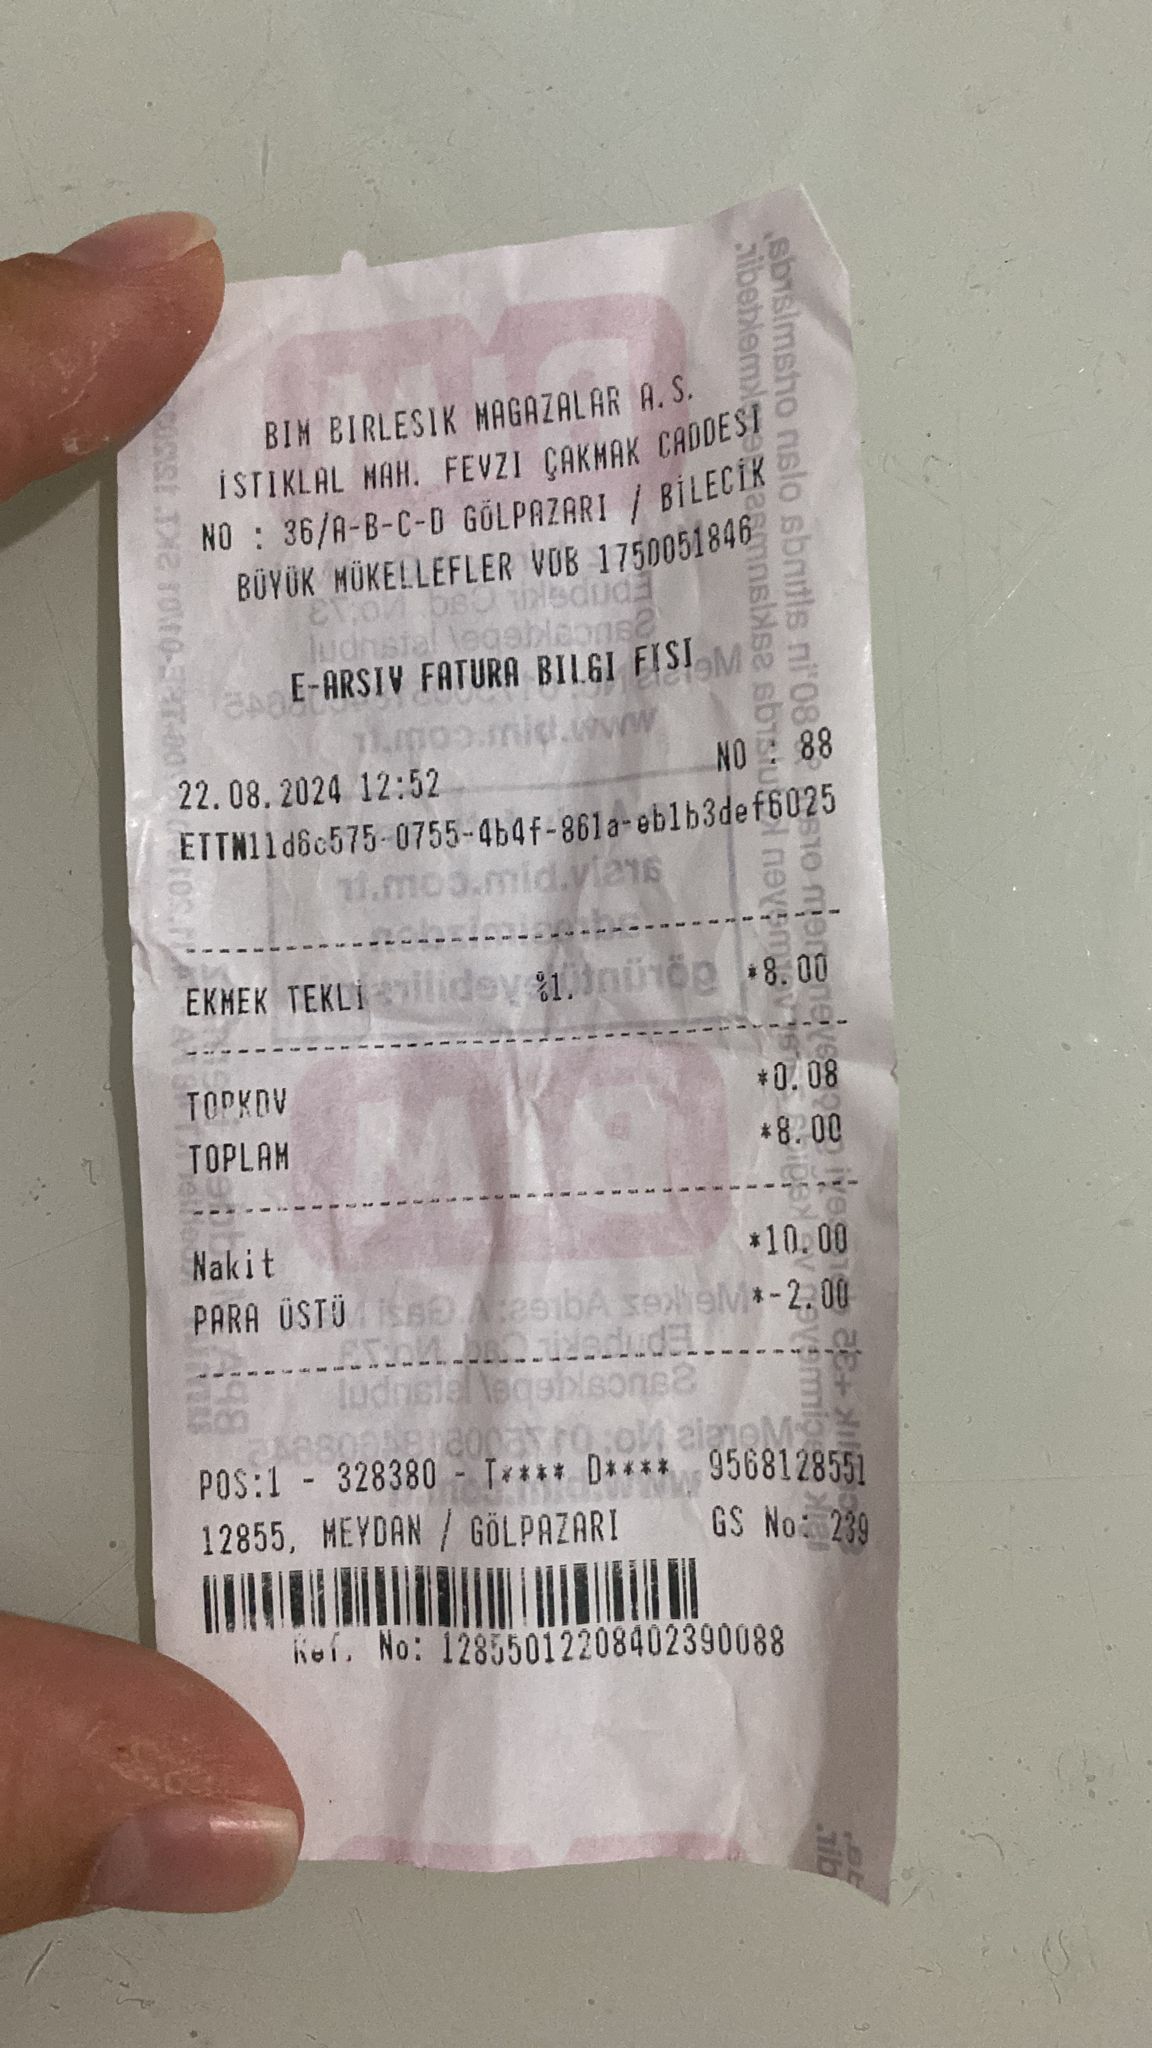 BIM BIRLESIK MAGAZALAR A.S.
İSTIKLAL MAH. FEVZI ÇAKMAK CADDESI
NO : 36/A-B-C-D GÖLPAZARI / BİLECİK
BÜYÜK MÜKELLEFLER VDB 1750051846
E-ARSIV FATURA BILGI FISI
22.08.2024 12:52 NO : 88
ETTN11d6c575-0755-4b4f-861a-eb1b3def6025
EKMEK TEKLİ %1. *8.00
TOPKDV *0.08
TOPLAM *8.00
Nakit *10.00
PARA ÜSTÜ *-2.00
POS:1 - 328380 - T**** D**** 9568128551
12855, MEYDAN / GÖLPAZARI GS No: 239
Ref. No: 12855012208402390088